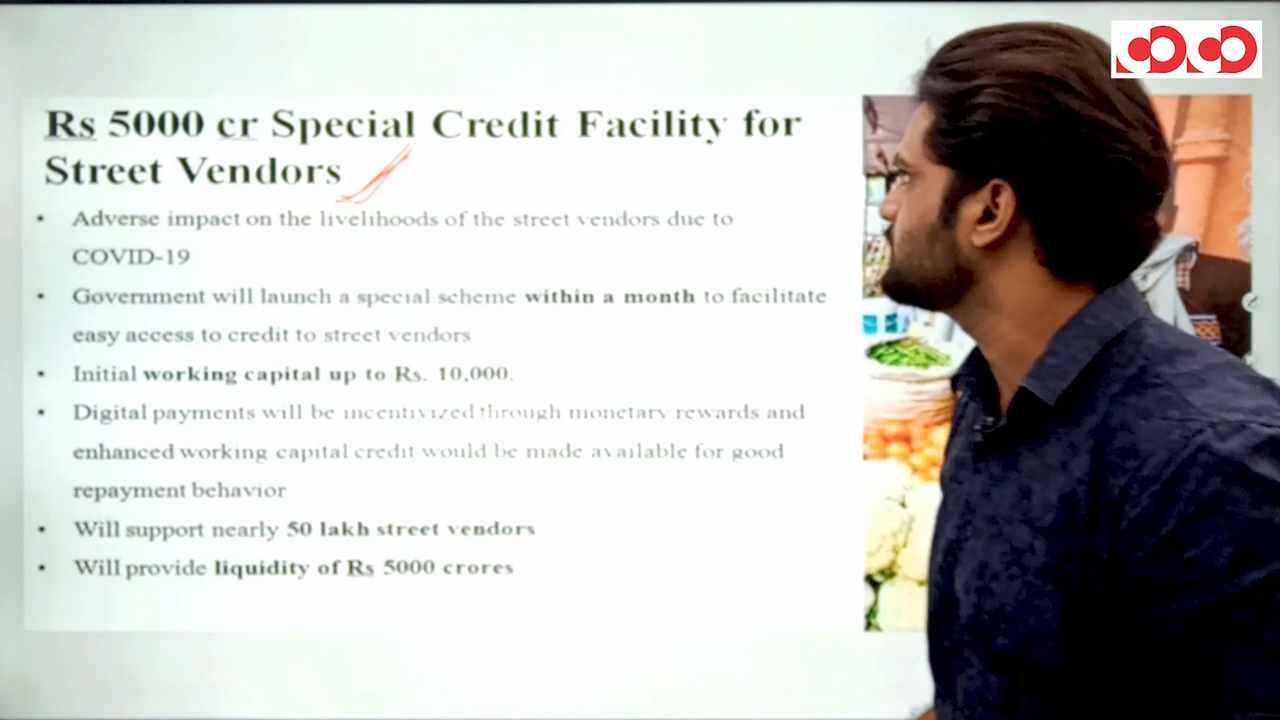 Rs 5000 cr Special Credit Facility for
Street Vendors
• Adverse impact on the livelihoods of the street vendors due to
COVID-19
• Government will launch a special scheme within a month to facilitate
easy access to credit to street vendors.
• Initial working capital up to Rs. 10,000.
• Digital payments will be incentivized through monetary rewards and
enhanced working capital credit would be made available for good
repayment behavior.
• Will support nearly 50 lakh street vendors
• Will provide liquidity of Rs 5000 crores